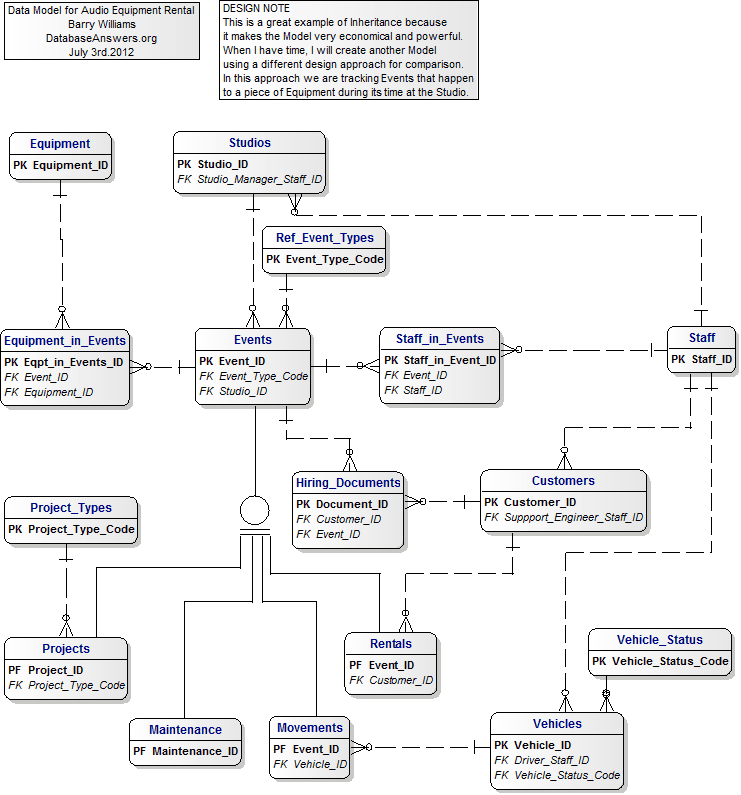 Data Model for Audio Equipment Rental
Barry Williams
DatabaseAnswers.org
July 3rd.2012
DESIGN NOTE
This is a great example of Inheritance because
it makes the Model very economical and powerful.
When I have time, I will create another Model
using a different design approach for comparison.
In this approach we are tracking Events that happen
to a piece of Equipment during its time at the Studio.
Equipment
PK Equipment_ID
Studios
PK Studio_ID
FK Studio_Manager_Staff_ID
Ref_Event_Types
PK Event_Type_Code
Equipment_in_Events
PK Eqpt_in_Events_ID
FK Event_ID
FK Equipment_ID
Events
PK Event_ID
FK Event_Type_Code
FK Studio_ID
Staff_in_Events
PK Staff_in_Event_ID
FK Event_ID
FK Staff_ID
Staff
PK Staff_ID
Hiring_Documents
PK Document_ID
FK Customer_ID
FK Event_ID
Customers
PK Customer_ID
FK Suppport_Engineer_Staff_ID
Project_Types
PK Project_Type_Code
Projects
PF Project_ID
FK Project_Type_Code
Rentals
PF Event_ID
FK Customer_ID
Vehicle_Status
PK Vehicle_Status_Code
Maintenance
PF Maintenance_ID
Movements
PF Event_ID
FK Vehicle_ID
Vehicles
PK Vehicle_ID
FK Driver_Staff_ID
FK Vehicle_Status_Code